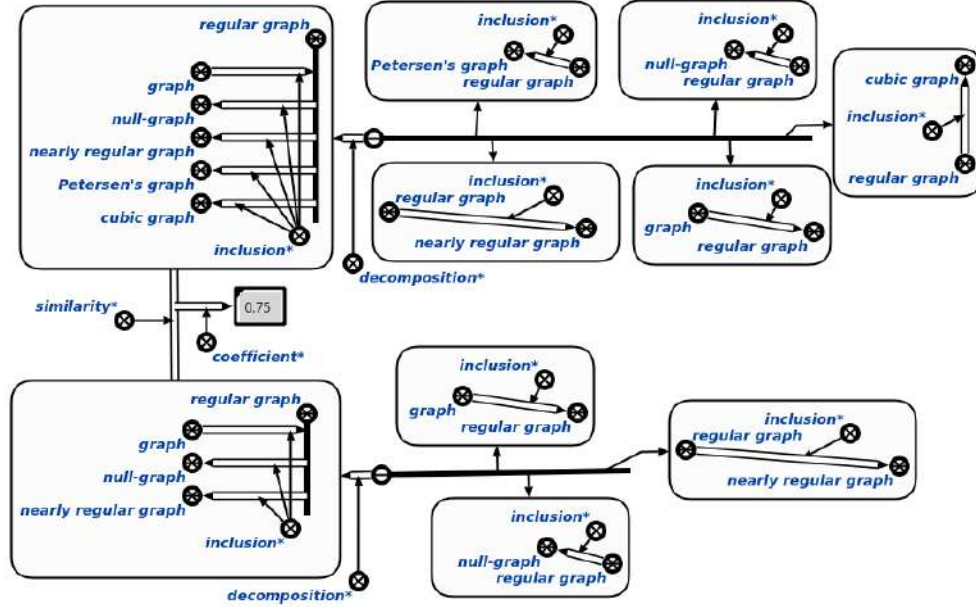 regular graph
graph
null-graph
nearly regular graph
Petersen's graph
cubic graph
inclusion*
inclusion*
Petersen's graph
regular graph
inclusion*
null-graph
regular graph
cubic graph
inclusion*
regular graph
inclusion*
regular graph
nearly regular graph
inclusion*
graph
regular graph
decomposition*
similarity*
0.75
coefficient*
regular graph
graph
null-graph
nearly regular graph
inclusion*
inclusion*
graph
regular graph
inclusion*
regular graph
nearly regular graph
inclusion*
null-graph
regular graph
decomposition*